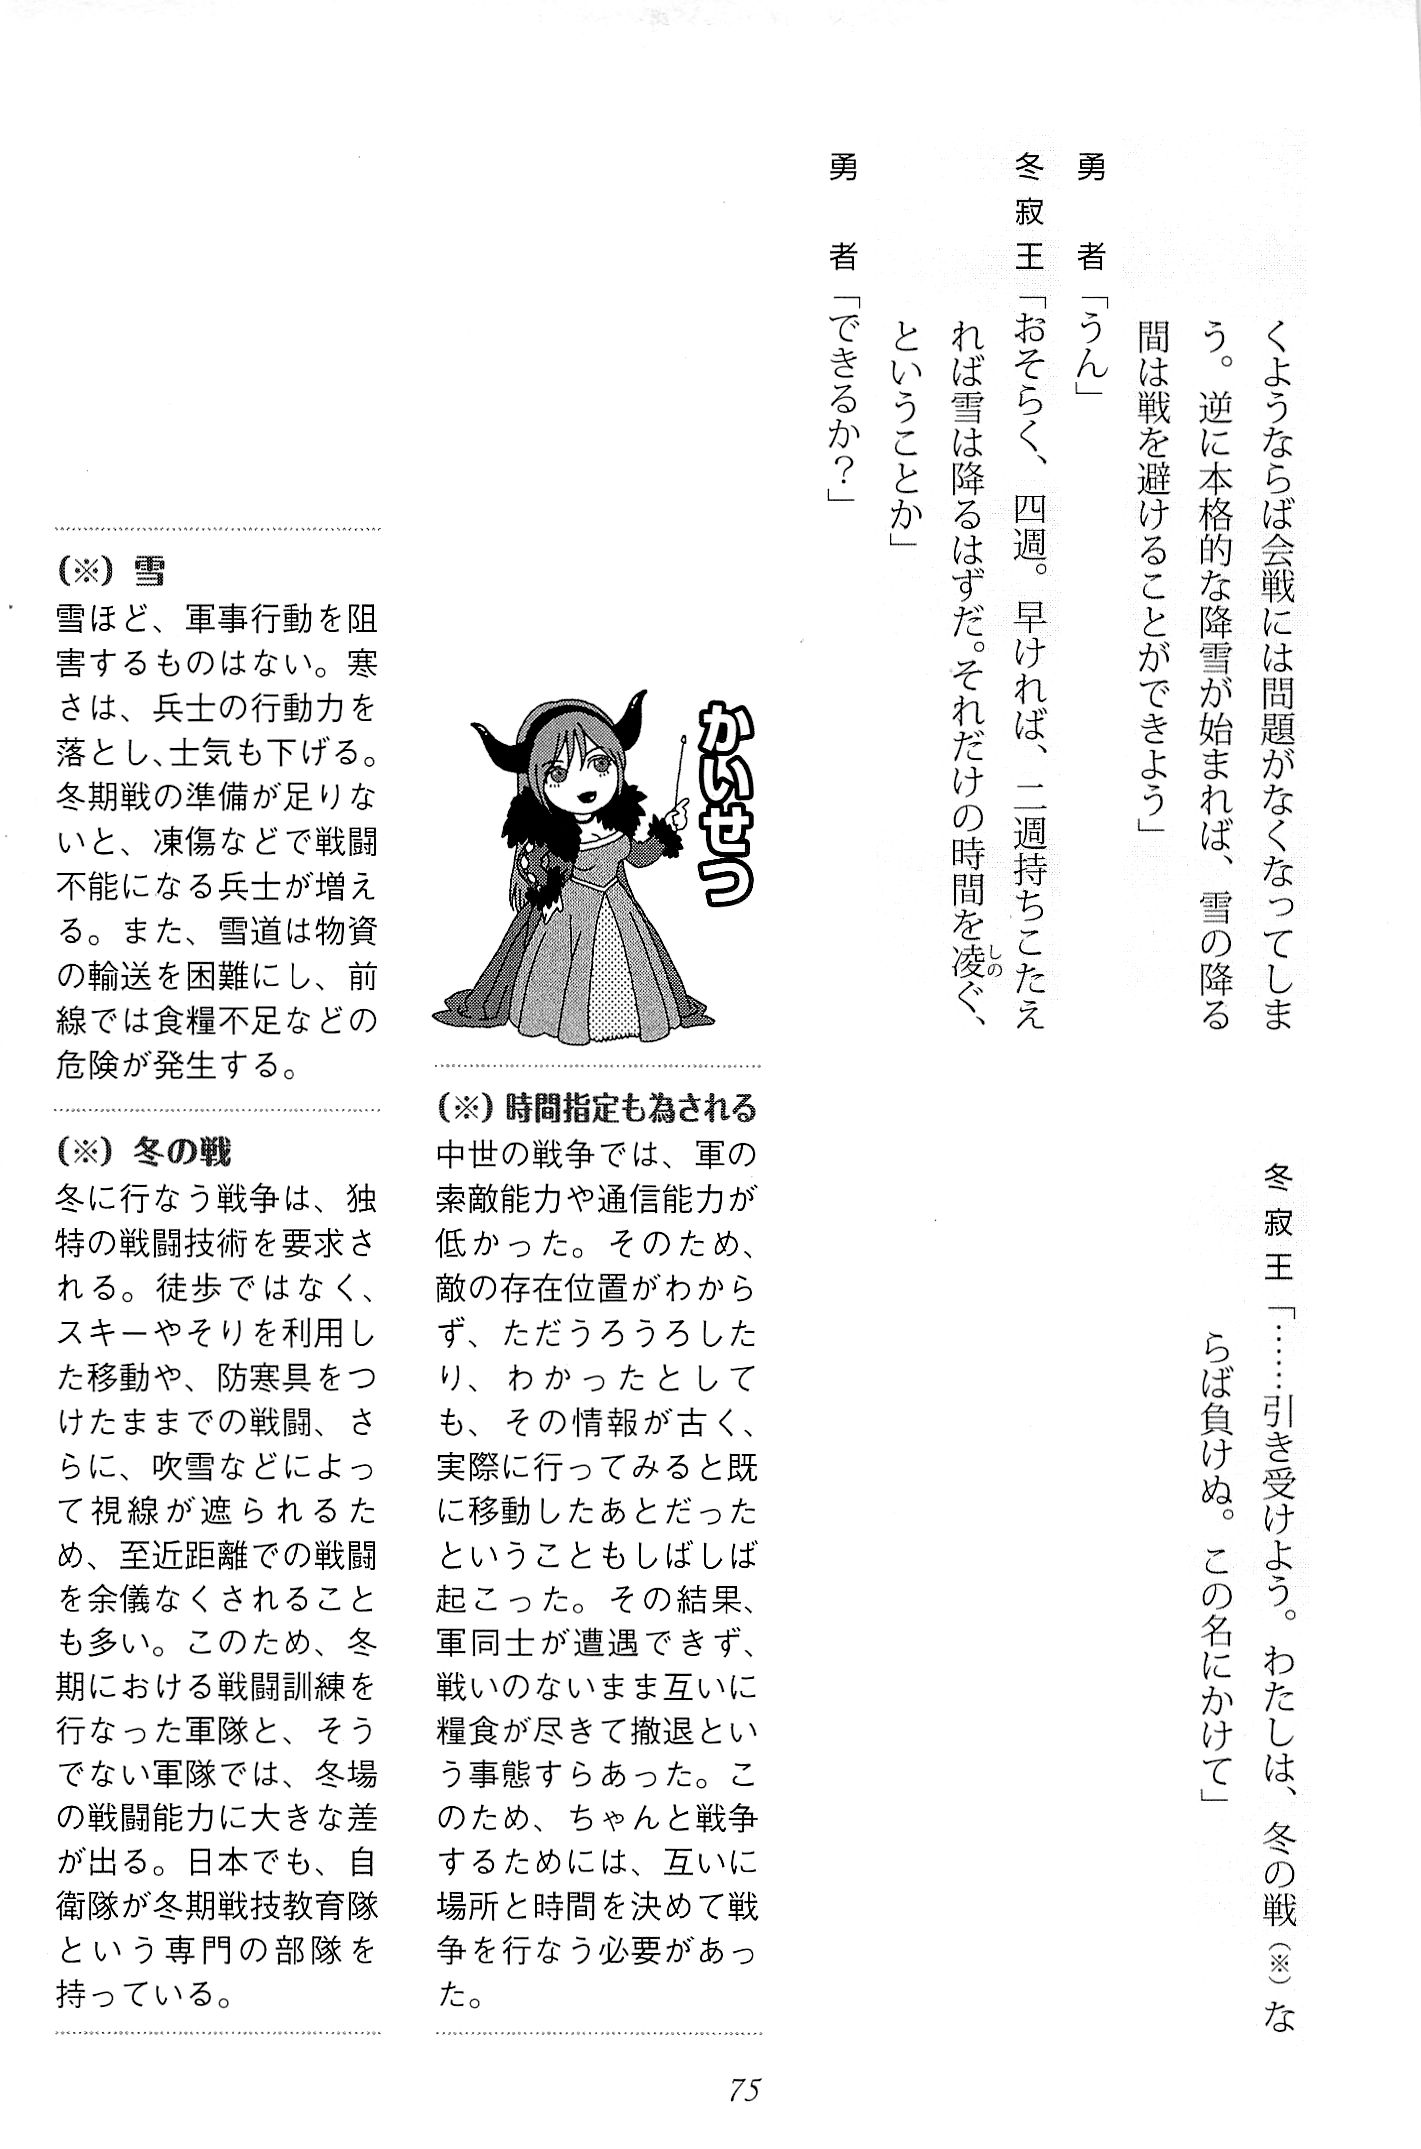 くようならば会戦には問題がなくなってしま
う。逆に本格的な降雪が始まれば、雪の降る
間は戦を避けることができよう」
勇者「うん」
冬寂王「おそらく、四週。早ければ、二週持ちこたえ
れば雪は降るはずだ。それだけの時間を凌ぐ、
しの
ということか」
勇者「できるか？」
冬寂王「……引き受けよう。わたしは、冬の戦（※）な
らば負けぬ。この名にかけて」
かいせつ
（※）時間指定も為される
中世の戦争では、軍の
索敵能力や通信能力が
低かった。そのため、
敵の存在位置がわから
ず、ただうろうろした
り、わかったとして
も、その情報が古く、
実際に行ってみると既
に移動したあとだった
ということもしばしば
起こった。その結果、
軍同士が遭遇できず、
戦いのないまま互いに
糧食が尽きて撤退とい
う事態すらあった。こ
のため、ちゃんと戦争
するためには、互いに
場所と時間を決めて戦
争を行なう必要があっ
た。
（※）雪
雪ほど、軍事行動を阻
害するものはない。寒
さは、兵士の行動力を
落とし、士気も下げる。
冬期戦の準備が足りな
いと、凍傷などで戦闘
不能になる兵士が増え
る。また、雪道は物資
の輸送を困難にし、前
線では食糧不足などの
危険が発生する。
（※）冬の戦
冬に行なう戦争は、独
特の戦闘技術を要求さ
れる。徒歩ではなく、
スキーやそりを利用し
た移動や、防寒具をつ
けたままでの戦闘、さ
らに、吹雪などによっ
て視線が遮られるた
め、至近距離での戦闘
を余儀なくされること
も多い。このため、冬
期における戦闘訓練を
行なった軍隊と、そう
でない軍隊では、冬場
の戦闘能力に大きな差
が出る。日本でも、自
衛隊が冬期戦技教育隊
という専門の部隊を
持っている。
75